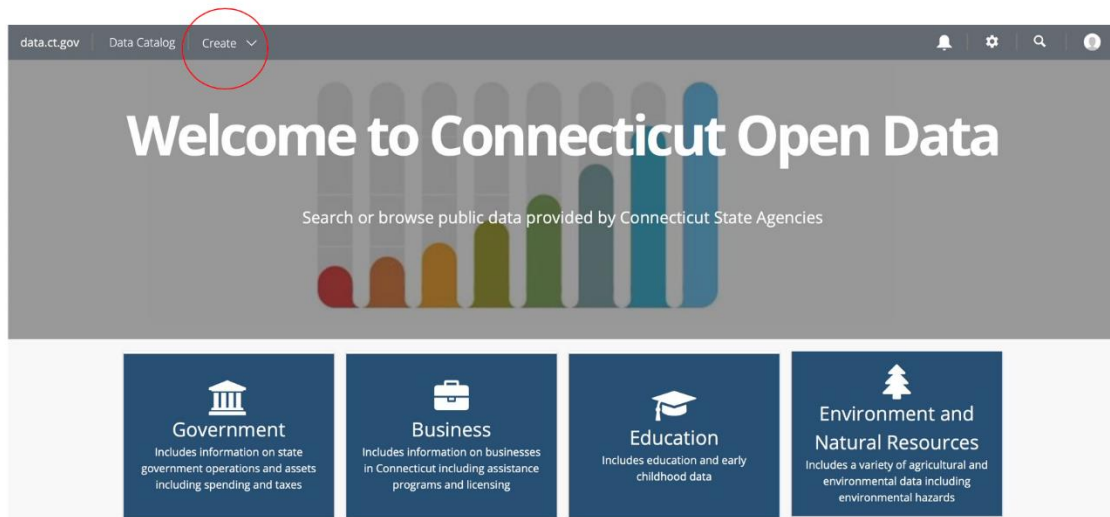 data.ct.gov Data Catalog Create
Welcome to Connecticut Open Data
Search or browse public data provided by Connecticut State Agencies
Government
Includes information on state
government operations and assets
including spending and taxes
Business
Includes information on businesses
in Connecticut including assistance
programs and licensing
Education
Includes education and early
childhood data
Environment and
Natural Resources
Includes a variety of agricultural and
environmental data including
environmental hazards